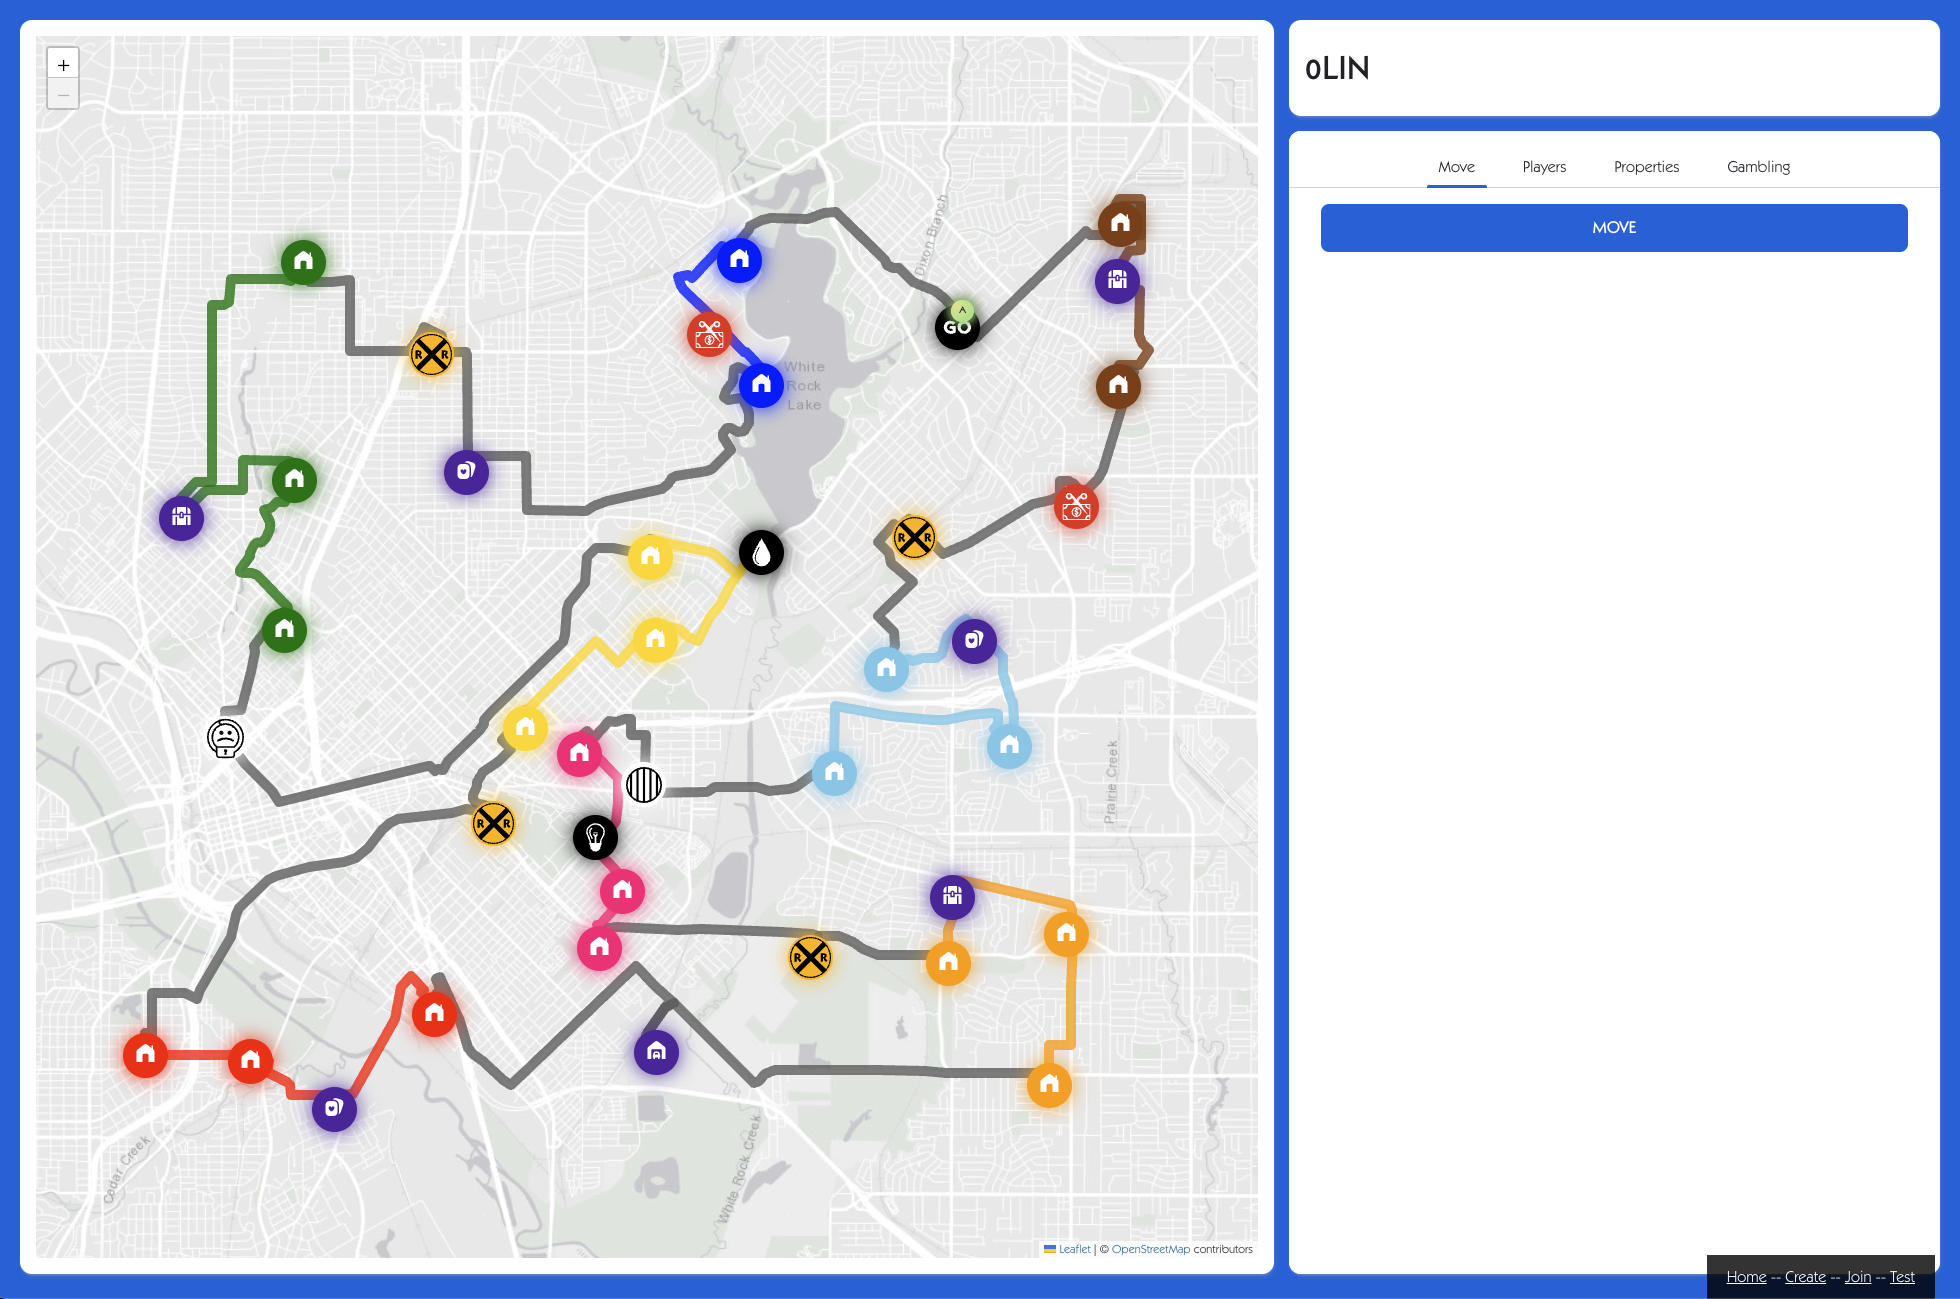 +
−
Dixon Branch
White
Rock
Lake
A
GO
R R
R R
R R
R R
Prairie Creek
Cedar Creek
White Rock Creek
Leaflet | © OpenStreetMap contributors
0LIN
Move Players Properties Gambling
MOVE
Home -- Create -- Join -- Test